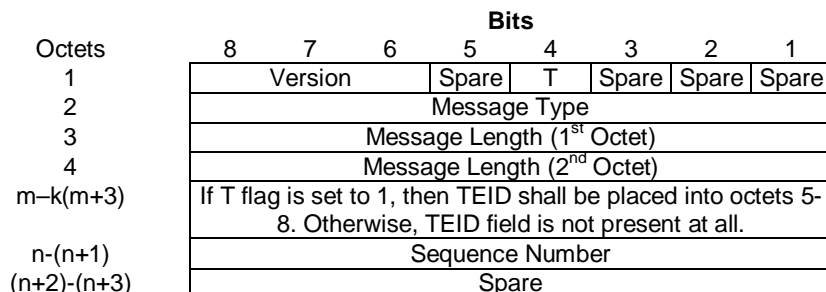 Bits
Octets 8 7 6 5 4 3 2 1
1 Version Spare T Spare Spare Spare
2 Message Type
3 Message Length (1st Octet)
4 Message Length (2nd Octet)
m–k(m+3) If T flag is set to 1, then TEID shall be placed into octets 5-
8. Otherwise, TEID field is not present at all.
n-(n+1) Sequence Number
(n+2)-(n+3) Spare